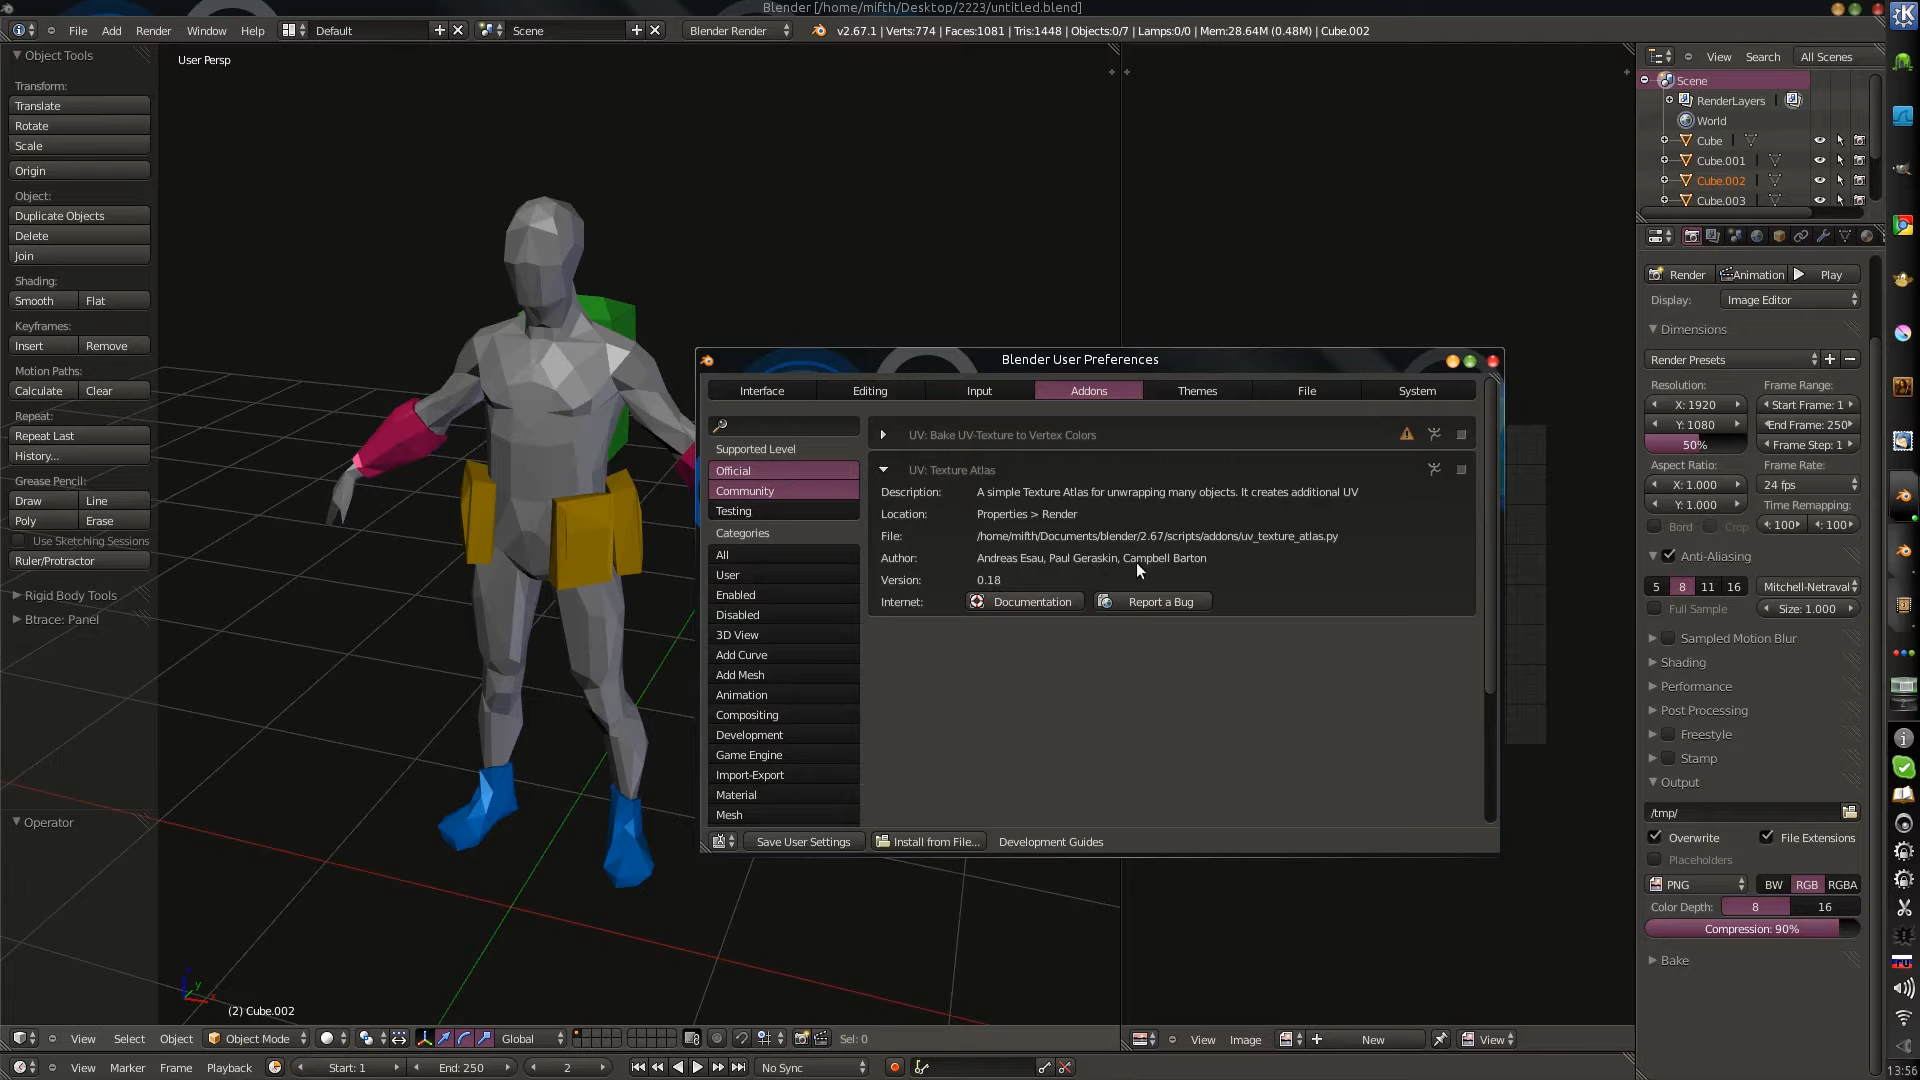 Blender [/home/mifth/Desktop/2223/untitled.blend]
File Add Render Window Help Default Scene Blender Render v2.67.1 | Verts:774 | Faces:1081 | Tris:1448 | Objects:0/7 | Lamps:0/0 | Mem:28.64M (0.48M) | Cube.002
Object Tools
Transform:
Translate
Rotate
Scale
Origin
Object:
Duplicate Objects
Delete
Join
Shading:
Smooth Flat
Keyframes:
Insert Remove
Motion Paths:
Calculate Clear
Repeat:
Repeat Last
History...
Grease Pencil:
Draw Line
Poly Erase
Use Sketching Sessions
Ruler/Protractor
Rigid Body Tools
Btrace: Panel
Operator
User Persp
z
y
x
(2) Cube.002
Blender User Preferences
Interface Editing Input Addons Themes File System
Supported Level
Official
Community
Testing
Categories
All
User
Enabled
Disabled
3D View
Add Curve
Add Mesh
Animation
Compositing
Development
Game Engine
Import-Export
Material
Mesh
UV: Bake UV-Texture to Vertex Colors
UV: Texture Atlas
Description: A simple Texture Atlas for unwrapping many objects. It creates additional UV
Location: Properties > Render
File: /home/mifth/Documents/blender/2.67/scripts/addons/uv_texture_atlas.py
Author: Andreas Esau, Paul Geraskin, Campbell Barton
Version: 0.18
Internet: Documentation Report a Bug
Save User Settings Install from File... Development Guides
View Search All Scenes
Scene
RenderLayers
World
Cube
Cube.001
Cube.002
Cube.003
Render Animation Play
Display: Image Editor
Dimensions
Render Presets
Resolution: Frame Range:
X: 1920 Start Frame: 1
Y: 1080 End Frame: 250
50% Frame Step: 1
Aspect Ratio: Frame Rate:
X: 1.000 24 fps
Y: 1.000 Time Remapping:
Bord Crop : 100 : 100
Anti-Aliasing
5 8 11 16 Mitchell-Netraval
Full Sample Size: 1.000
Sampled Motion Blur
Shading
Performance
Post Processing
Freestyle
Stamp
Output
/tmp/
Overwrite File Extensions
Placeholders
PNG BW RGB RGBA
Color Depth: 8 16
Compression: 90%
Bake
View Select Object Object Mode Global Sel: 0
View Image New View
View Marker Frame Playback Start: 1 End: 250 2 No Sync
13:56